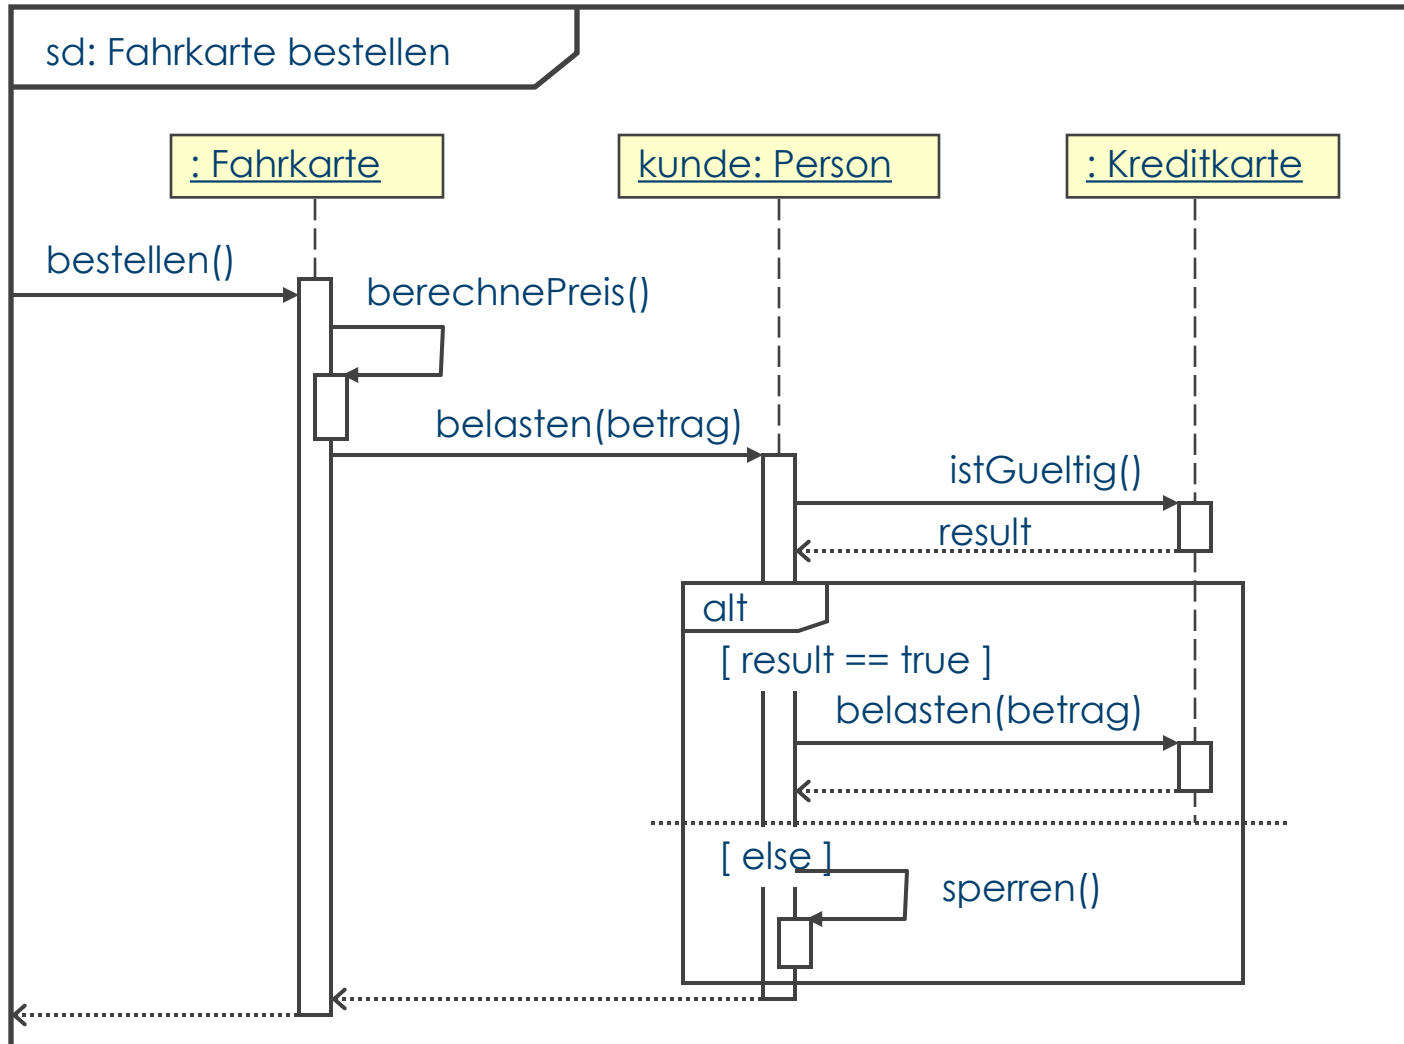 sd: Fahrkarte bestellen
: Fahrkarte
kunde: Person
: Kreditkarte
bestellen()
berechnePreis()
belasten(betrag)
istGueltig()
result
alt
[ result == true ]
belasten(betrag)
[ else ]
sperren()